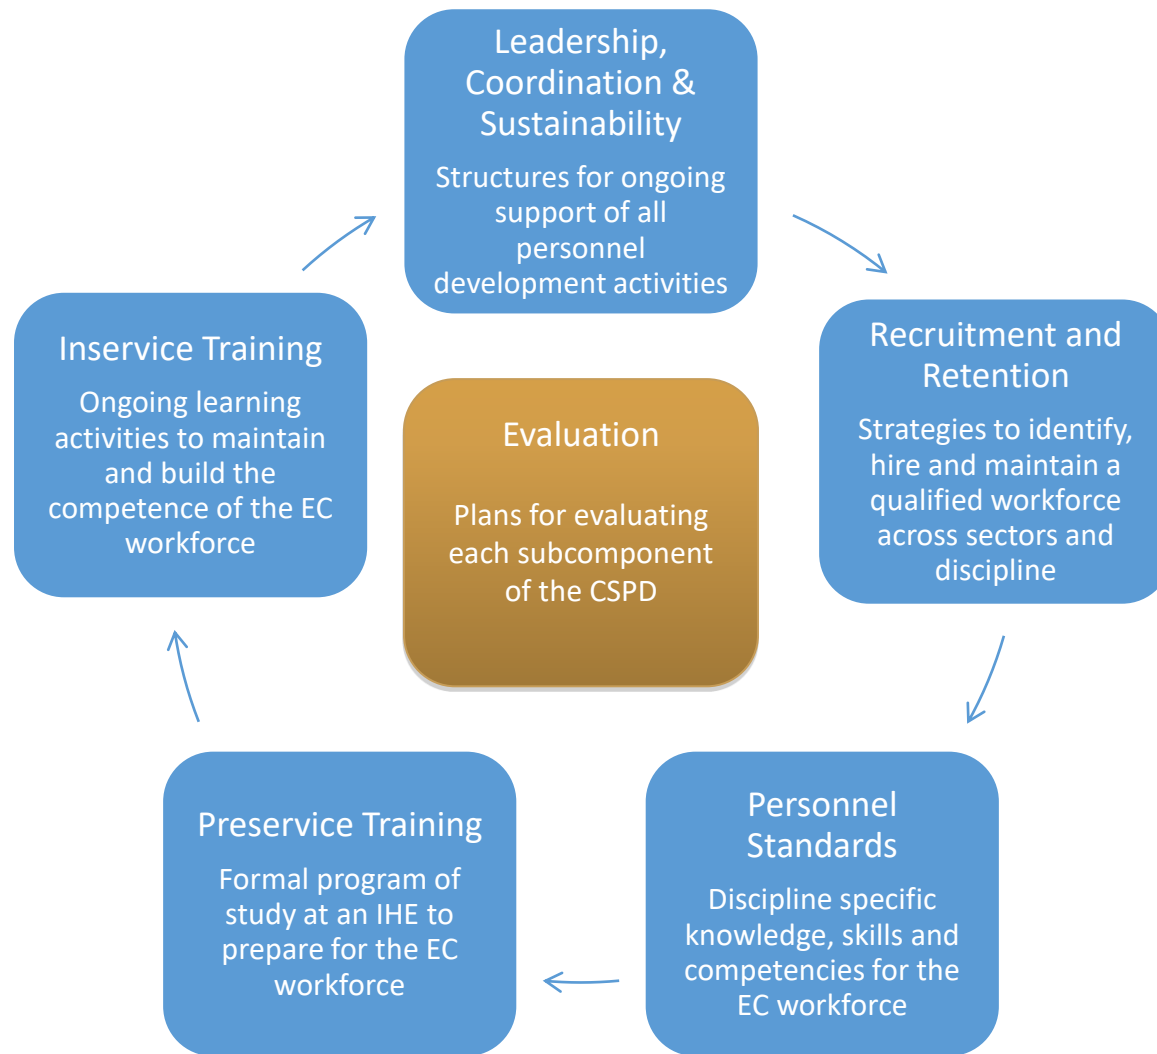 Leadership,
Coordination &
Sustainability
Structures for ongoing
support of all
personnel
development activities
Recruitment and
Retention
Strategies to identify,
hire and maintain a
qualified workforce
across sectors and
discipline
Personnel
Standards
Discipline specific
knowledge, skills and
competencies for the
EC workforce
Preservice Training
Formal program of
study at an IHE to
prepare for the EC
workforce
Inservice Training
Ongoing learning
activities to maintain
and build the
competence of the EC
workforce
Evaluation
Plans for evaluating
each subcomponent
of the CSPD